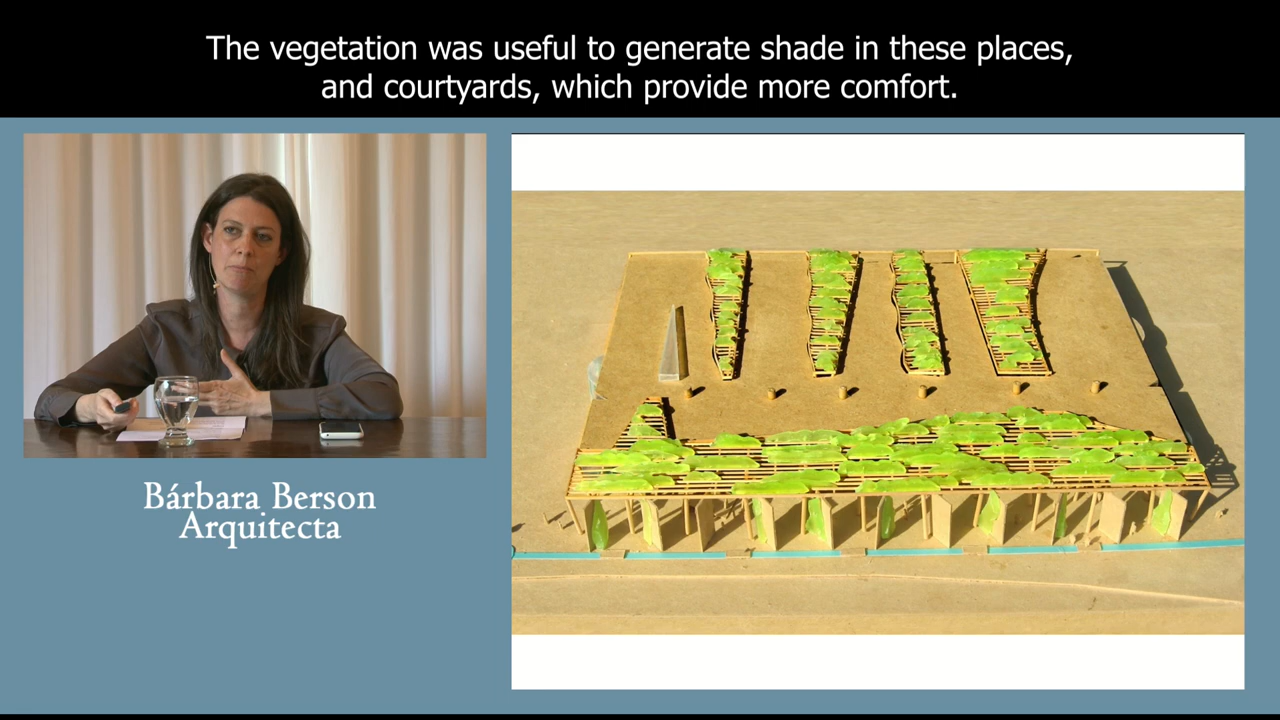 The vegetation was useful to generate shade in these places,
and courtyards, which provide more comfort.
Bárbara Berson
Arquitecta